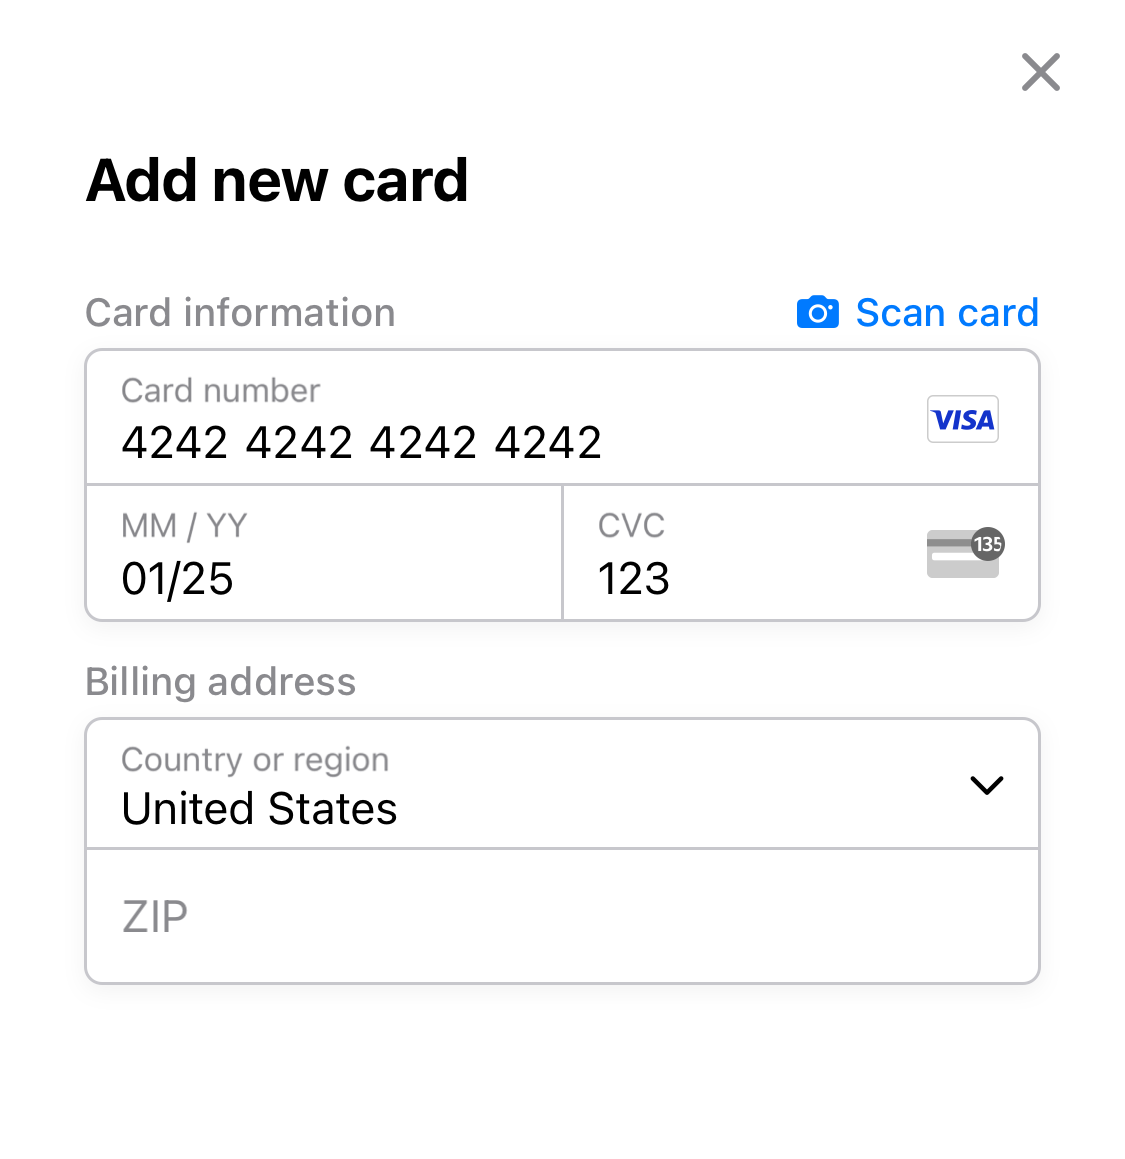 Add new card
Card information
Scan card
Card number
4242 4242 4242 4242
VISA
MM / YY
01/25
CVC
123
135
Billing address
Country or region
United States
ZIP